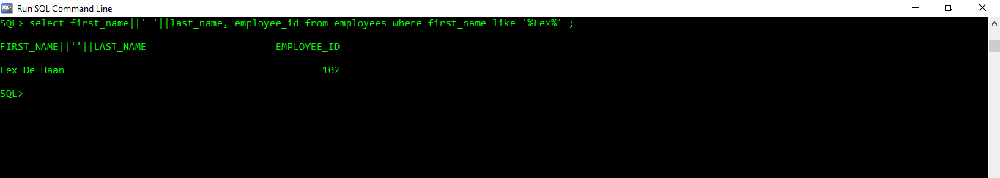 Run SQL Command Line
SQL> select first_name||' '||last_name, employee_id from employees where first_name like '%Lex%' ;
FIRST_NAME||''||LAST_NAME                      EMPLOYEE_ID
---------------------------------------------- -----------
Lex De Haan                                            102
SQL>